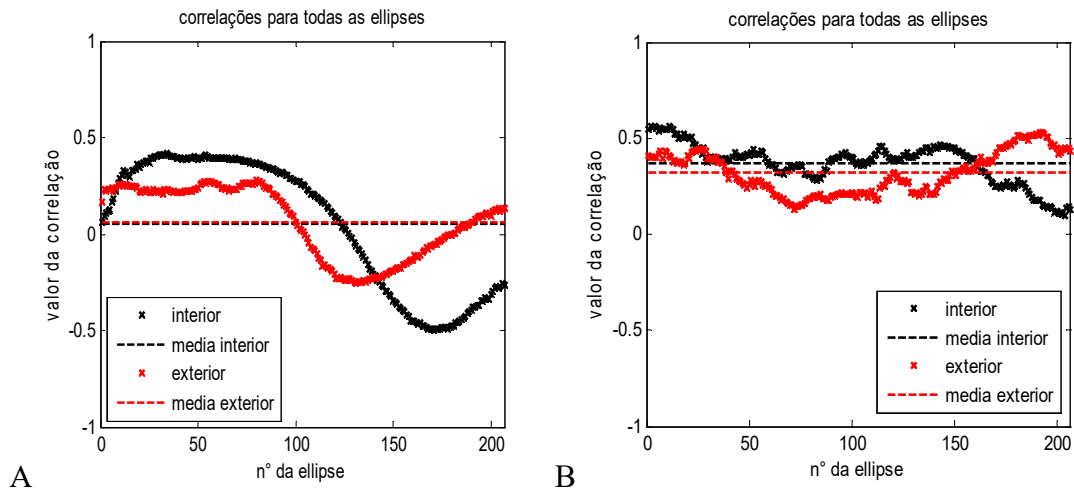 correlações para todas as ellipses
1
0.5
0
-0.5
-1
valor da correlação
interior
media interior
exterior
media exterior
0 50 100 150 200
n° da ellipse
A
correlações para todas as ellipses
1
0.5
0
-0.5
-1
valor da correlação
interior
media interior
exterior
media exterior
0 50 100 150 200
n° da ellipse
B